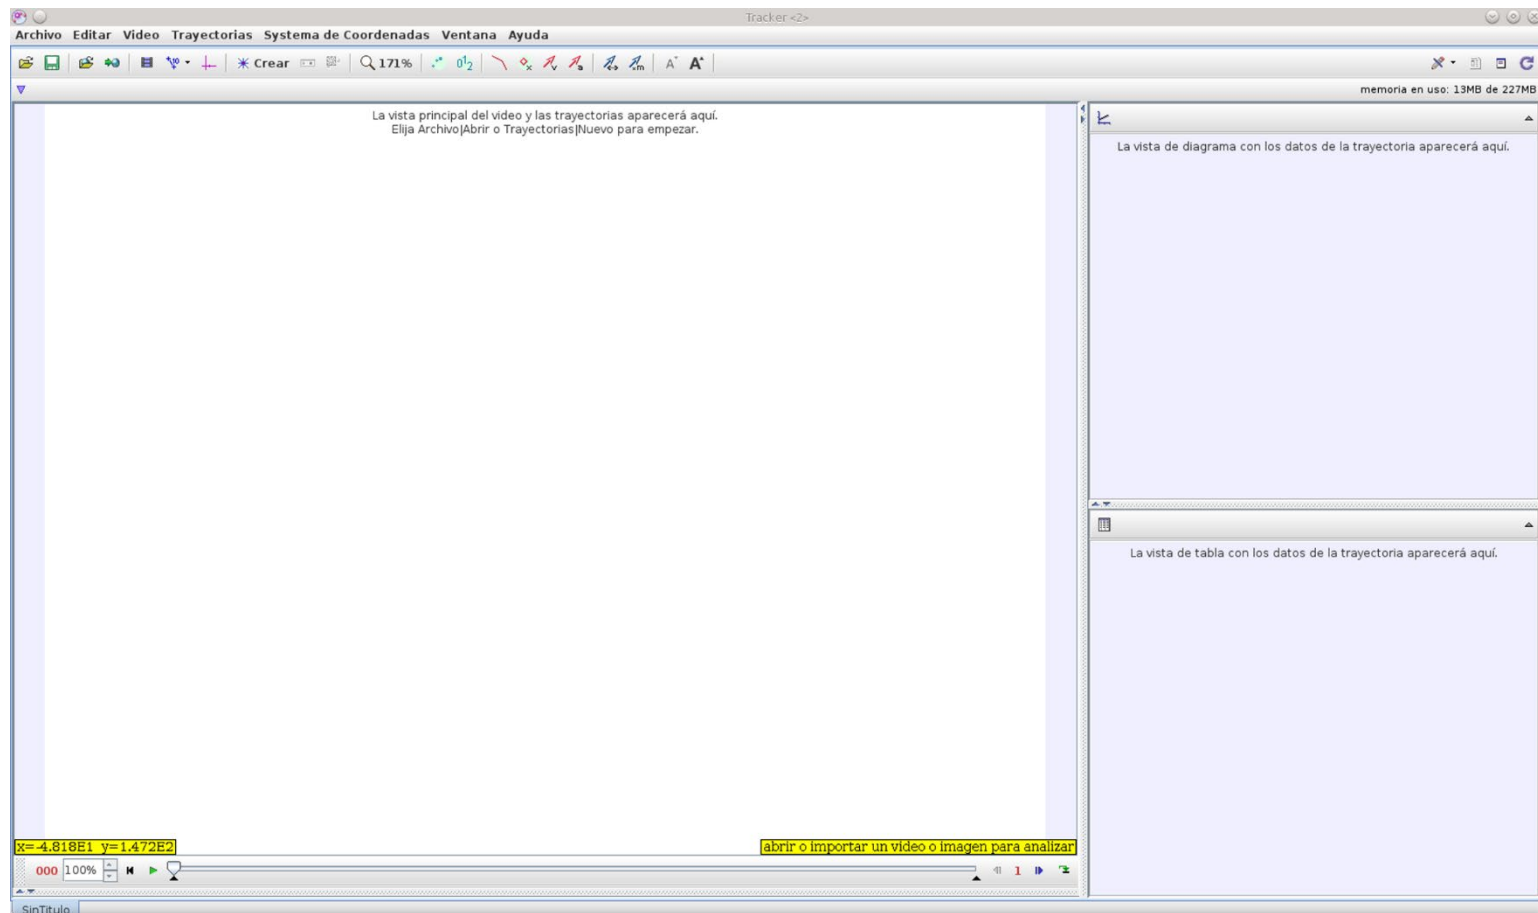 Tracker <2>
Archivo Editar Video Trayectorias Systema de Coordenadas Ventana Ayuda
Crear 171% 0¹2 v a x m A A
memoria en uso: 13MB de 227MB
La vista principal del video y las trayectorias aparecerá aquí.
Elija Archivo|Abrir o Trayectorias|Nuevo para empezar.
La vista de diagrama con los datos de la trayectoria aparecerá aquí.
La vista de tabla con los datos de la trayectoria aparecerá aquí.
x=-4.818E1 y=1.472E2
abrir o importar un video o imagen para analizar
000 100% 1
SinTitulo